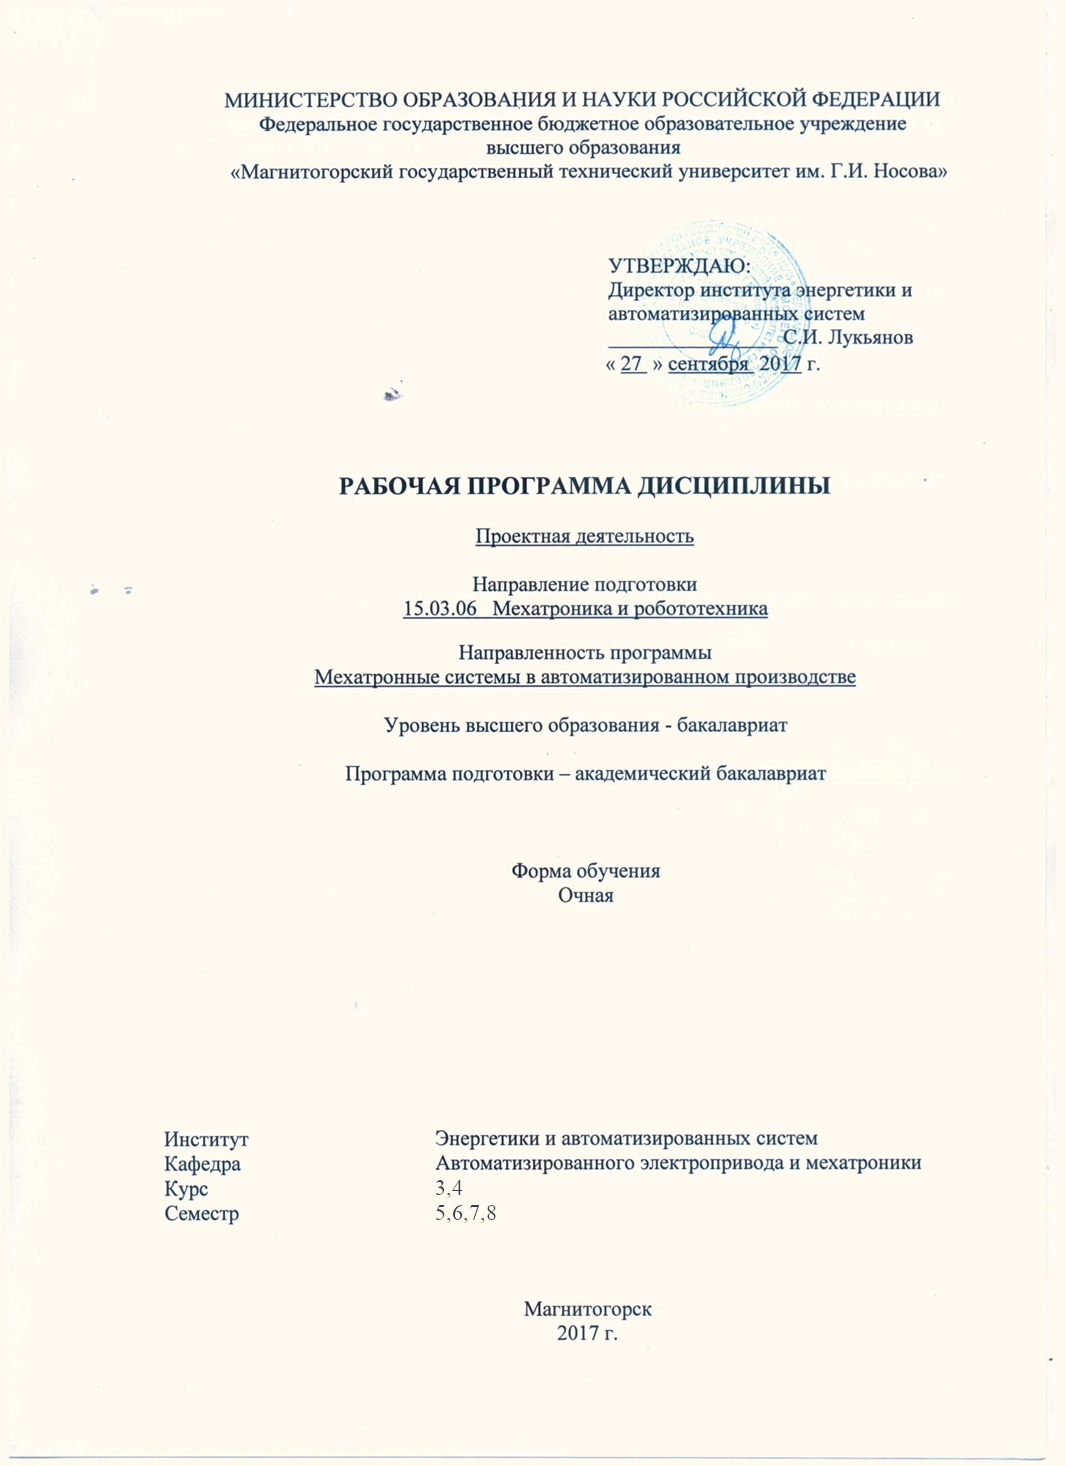 МИНИСТЕРСТВО ОБРАЗОВАНИЯ И НАУКИ РОССИЙСКОЙ ФЕДЕРАЦИИ
Федеральное государственное бюджетное образовательное учреждение
высшего образования
«Магнитогорский государственный технический университет им. Г.И. Носова»
УТВЕРЖДАЮ:
Директор института энергетики и
автоматизированных систем
________________ С.И. Лукьянов
« 27 » сентября 2017 г.
РАБОЧАЯ ПРОГРАММА ДИСЦИПЛИНЫ
Проектная деятельность
Направление подготовки
15.03.06 Мехатроника и робототехника
Направленность программы
Мехатронные системы в автоматизированном производстве
Уровень высшего образования - бакалавриат
Программа подготовки – академический бакалавриат
Форма обучения
Очная
Институт Энергетики и автоматизированных систем
Кафедра Автоматизированного электропривода и мехатроники
Курс 3,4
Семестр 5,6,7,8
Магнитогорск
2017 г.